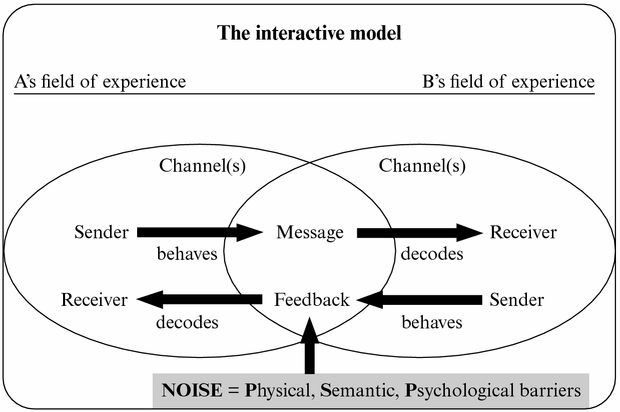 The interactive model
A's field of experience B's field of experience
Channel(s) Channel(s)
Sender Message Receiver
behaves decodes
Receiver Feedback Sender
decodes behaves
NOISE = Physical, Semantic, Psychological barriers